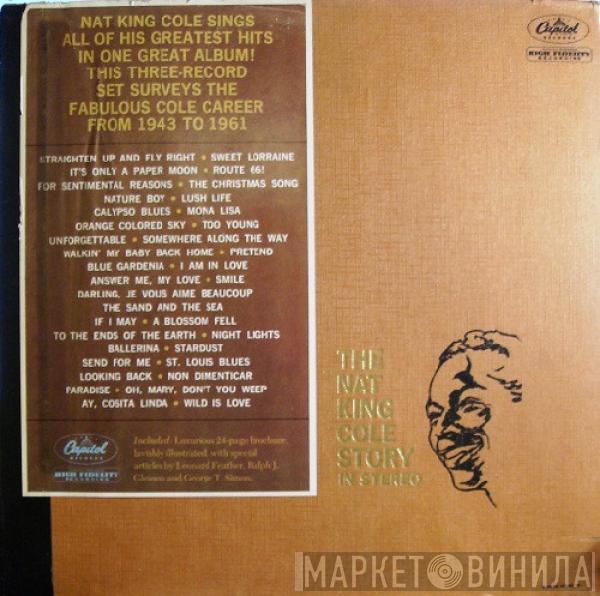 NAT KING COLE SINGS
ALL OF HIS GREATEST HITS
IN ONE GREAT ALBUM!
THIS THREE-RECORD
SET SURVEYS THE
FABULOUS COLE CAREER
FROM 1943 TO 1961
STRAIGHTEN UP AND FLY RIGHT • SWEET LORRAINE
IT'S ONLY A PAPER MOON • ROUTE 66!
FOR SENTIMENTAL REASONS • THE CHRISTMAS SONG
NATURE BOY • LUSH LIFE
CALYPSO BLUES • MONA LISA
ORANGE COLORED SKY • TOO YOUNG
UNFORGETTABLE • SOMEWHERE ALONG THE WAY
WALKIN' MY BABY BACK HOME • PRETEND
BLUE GARDENIA • I AM IN LOVE
ANSWER ME, MY LOVE • SMILE
DARLING, JE VOUS AIME BEAUCOUP
THE SAND AND THE SEA
IF I MAY • A BLOSSOM FELL
TO THE ENDS OF THE EARTH • NIGHT LIGHTS
BALLERINA • STARDUST
SEND FOR ME • ST. LOUIS BLUES
LOOKING BACK • NON DIMENTICAR
PARADISE • OH, MARY, DON'T YOU WEEP
AY, COSITA LINDA • WILD IS LOVE
Capitol
RECORDS
HIGH FIDELITY
RECORDING
Included: Luxurious 24-page brochure,
lavishly illustrated, with special
articles by Leonard Feather, Ralph J.
Gleason and George T. Simon.
Capitol
RECORDS
HIGH FIDELITY
RECORDING
THE
NAT
KING
COLE
STORY
IN STEREO
МАРКЕТ ВИНИЛА